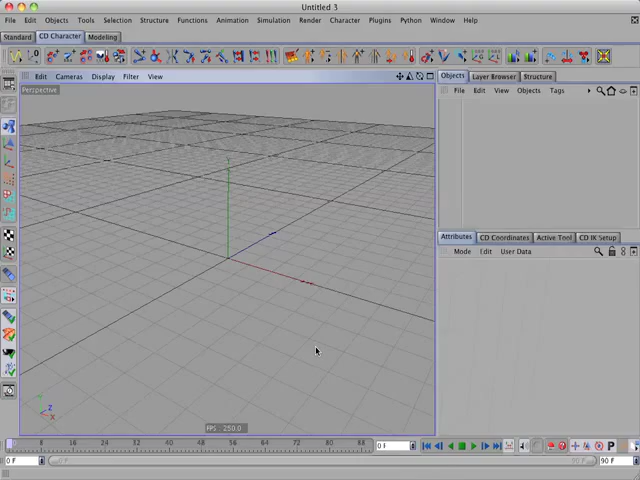 Untitled 3
File Edit Objects Tools Selection Structure Functions Animation Simulation Render Character Plugins Python Window Help
Standard CD Character Modeling
Edit Cameras Display Filter View
Objects Layer Browser Structure
File Edit View Objects Tags
Perspective
Y
Attributes CD Coordinates Active Tool CD IK Setup
Mode Edit User Data
Z
X
FPS : 250.0
0 8 16 24 32 40 48 56 64 72 80 88
0 F
0 F 0 F 90 F 90 F